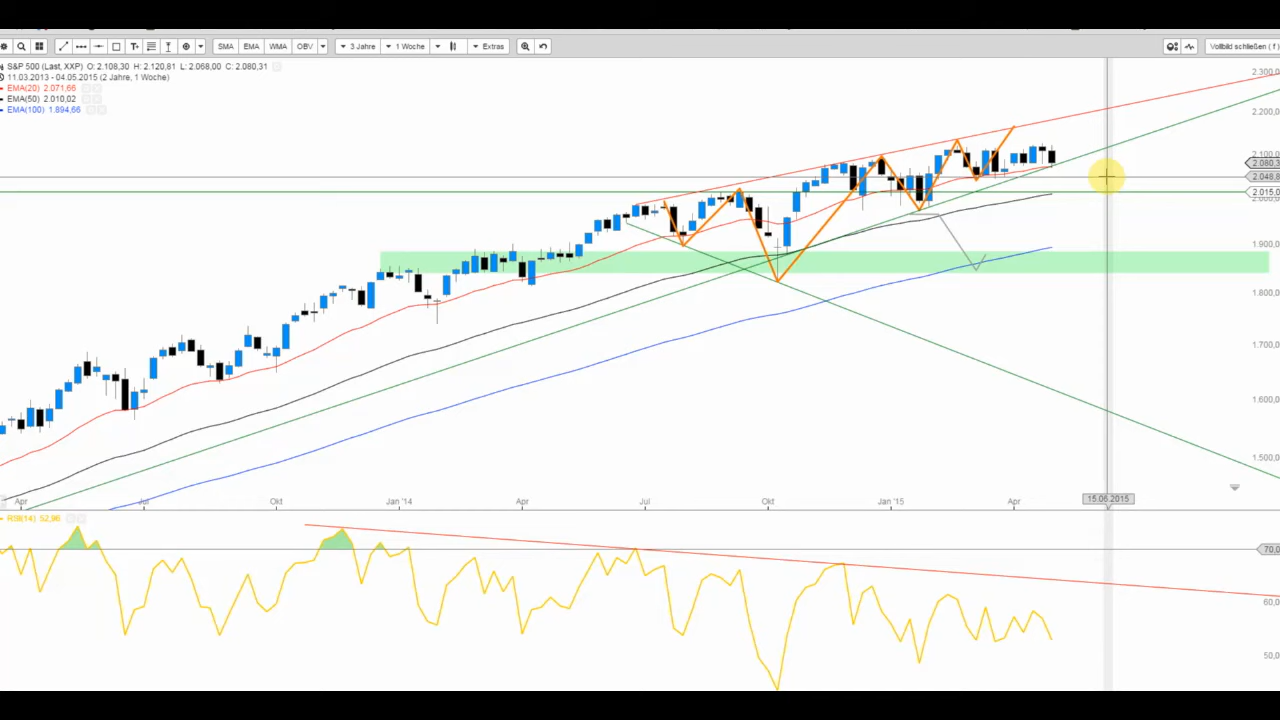 SMA EMA WMA OBV 3 Jahre 1 Woche Extras Vollbild schließen ( f )
S&P 500 (Last, XXP) O: 2.108,30 H: 2.120,81 L: 2.068,00 C: 2.080,31
11.03.2013 - 04.05.2015 (2 Jahre, 1 Woche)
EMA(20) 2.071,66
EMA(50) 2.010,02
EMA(100) 1.894,66
2.300,0
2.200,0
2.100,0
2.080,3
2.048,8
2.015,0
2.000,0
1.900,0
1.800,0
1.700,0
1.600,0
1.500,0
Apr Jul Okt Jan '14 Apr Jul Okt Jan '15 Apr 15.06.2015
RSI(14) 52,96
70,0
60,0
50,0